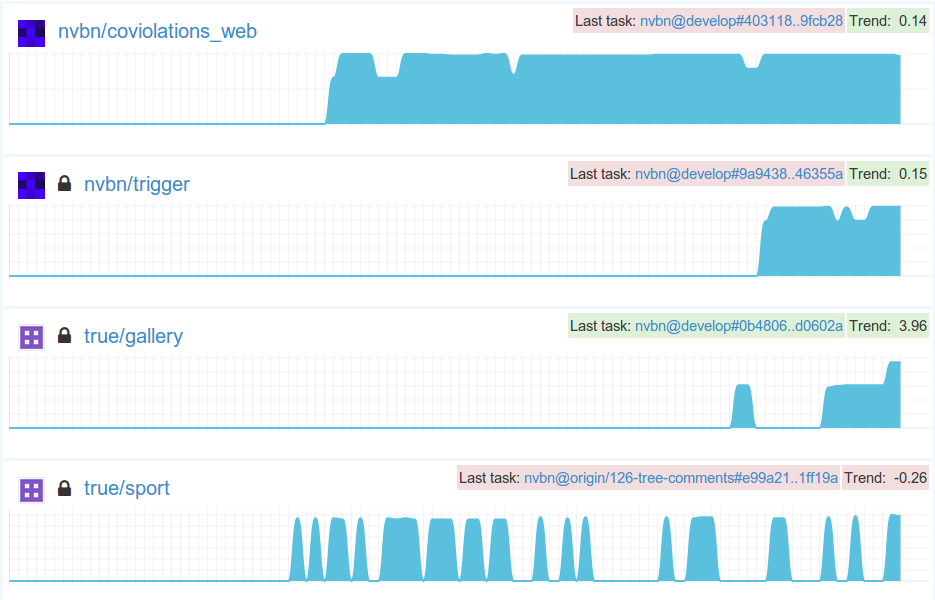 nvbn/coviolations_web
Last task: nvbn@develop#403118..9fcb28 Trend: 0.14
nvbn/trigger
Last task: nvbn@develop#9a9438..46355a Trend: 0.15
true/gallery
Last task: nvbn@develop#0b4806..d0602a Trend: 3.96
true/sport
Last task: nvbn@origin/126-tree-comments#e99a21..1ff19a Trend: -0.26